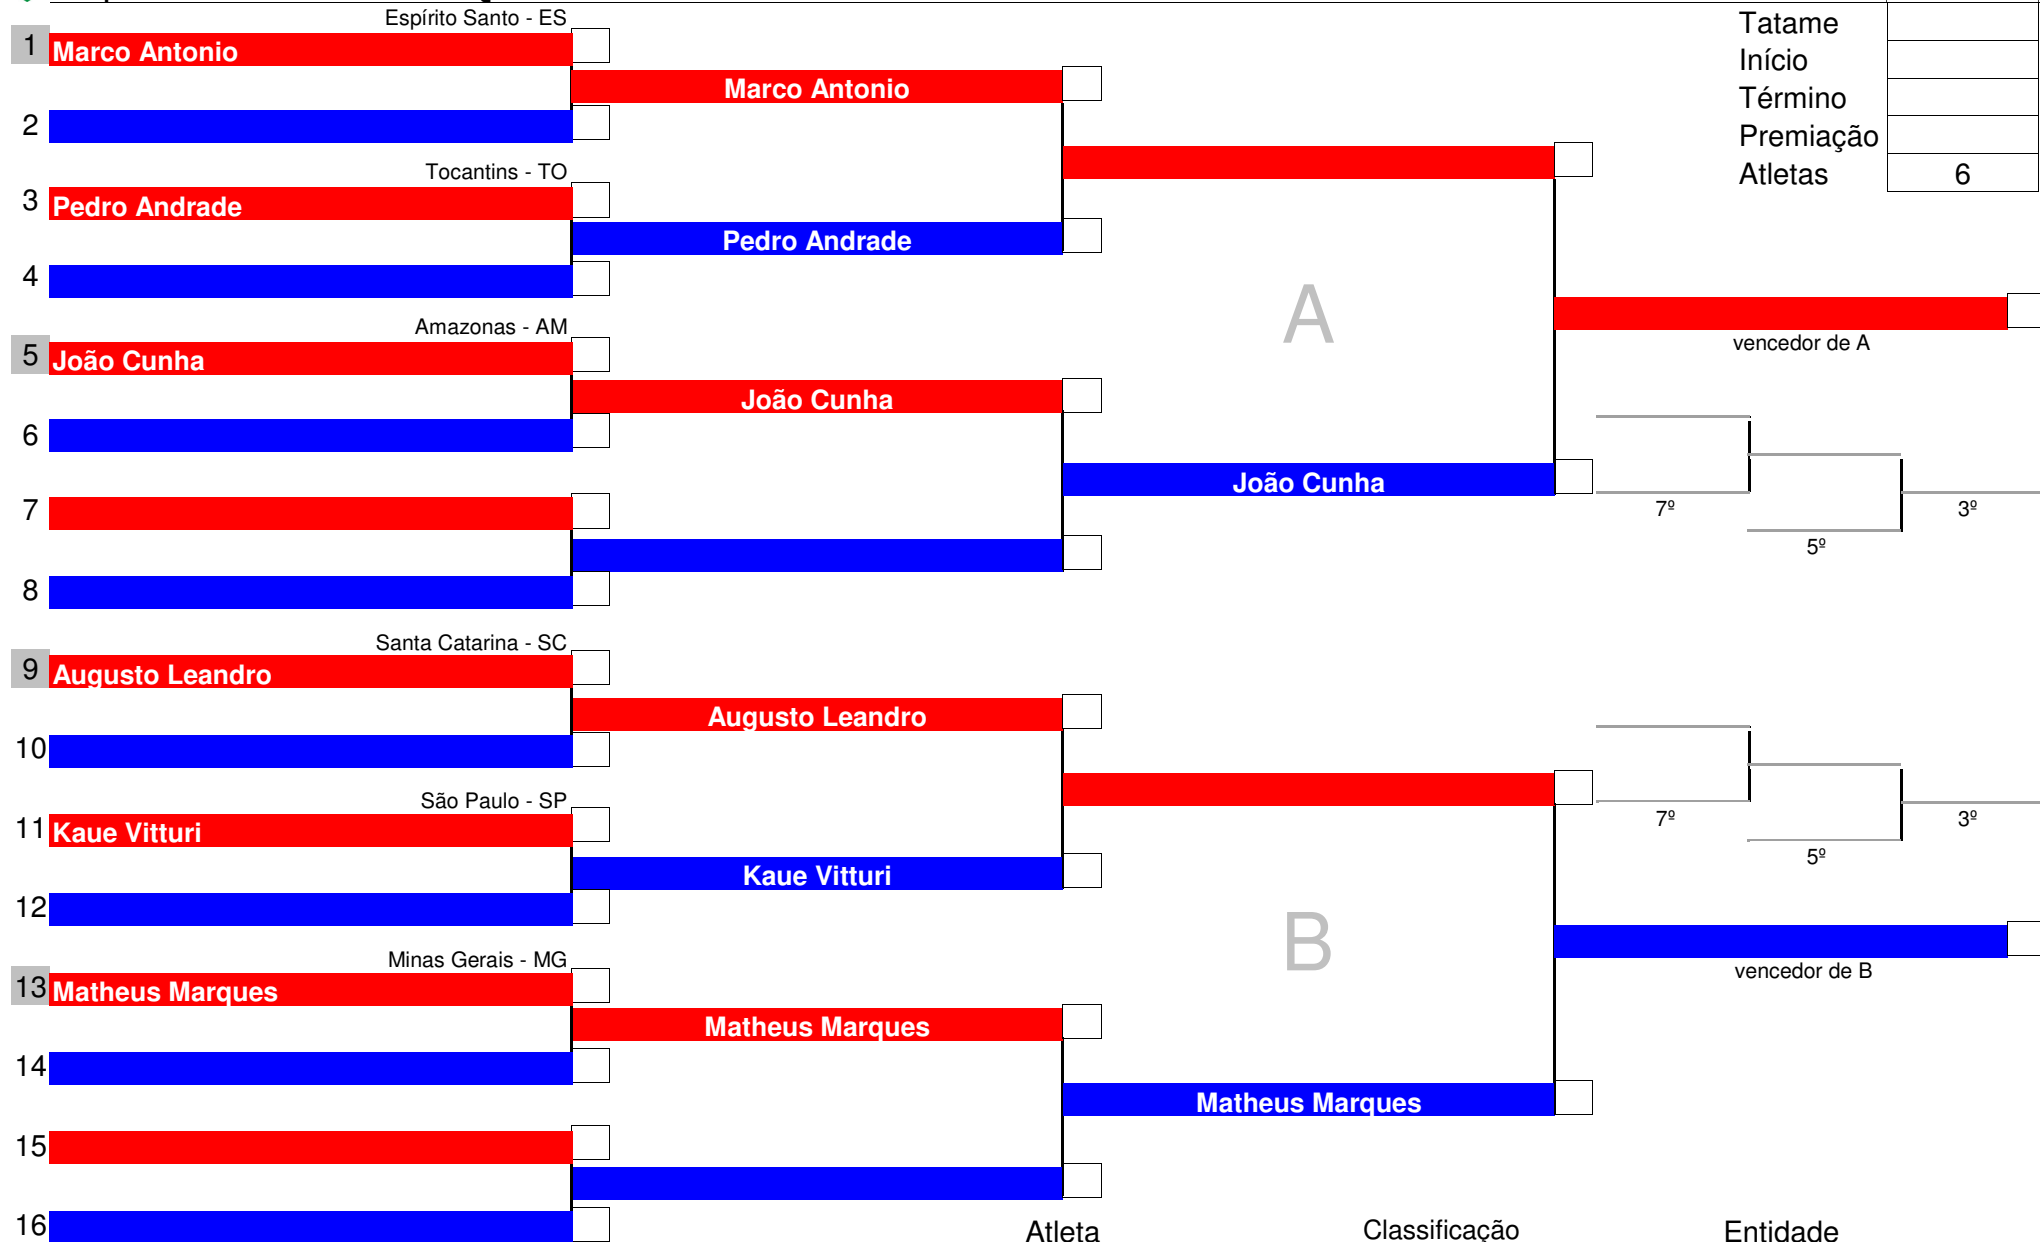 Espírito Santo - ES
1 Marco Antonio
Marco Antonio
2
Tocantins - TO
3 Pedro Andrade
Pedro Andrade
4
Amazonas - AM
5 João Cunha
João Cunha
6
João Cunha
7
8
A
vencedor de A
7º
5º
3º
Tatame
Início
Término
Premiação
Atletas 6
Santa Catarina - SC
9 Augusto Leandro
Augusto Leandro
10
São Paulo - SP
11 Kaue Vitturi
Kaue Vitturi
12
Minas Gerais - MG
13 Matheus Marques
Matheus Marques
14
Matheus Marques
15
16
B
7º
5º
3º
vencedor de B
Atleta Classificação Entidade